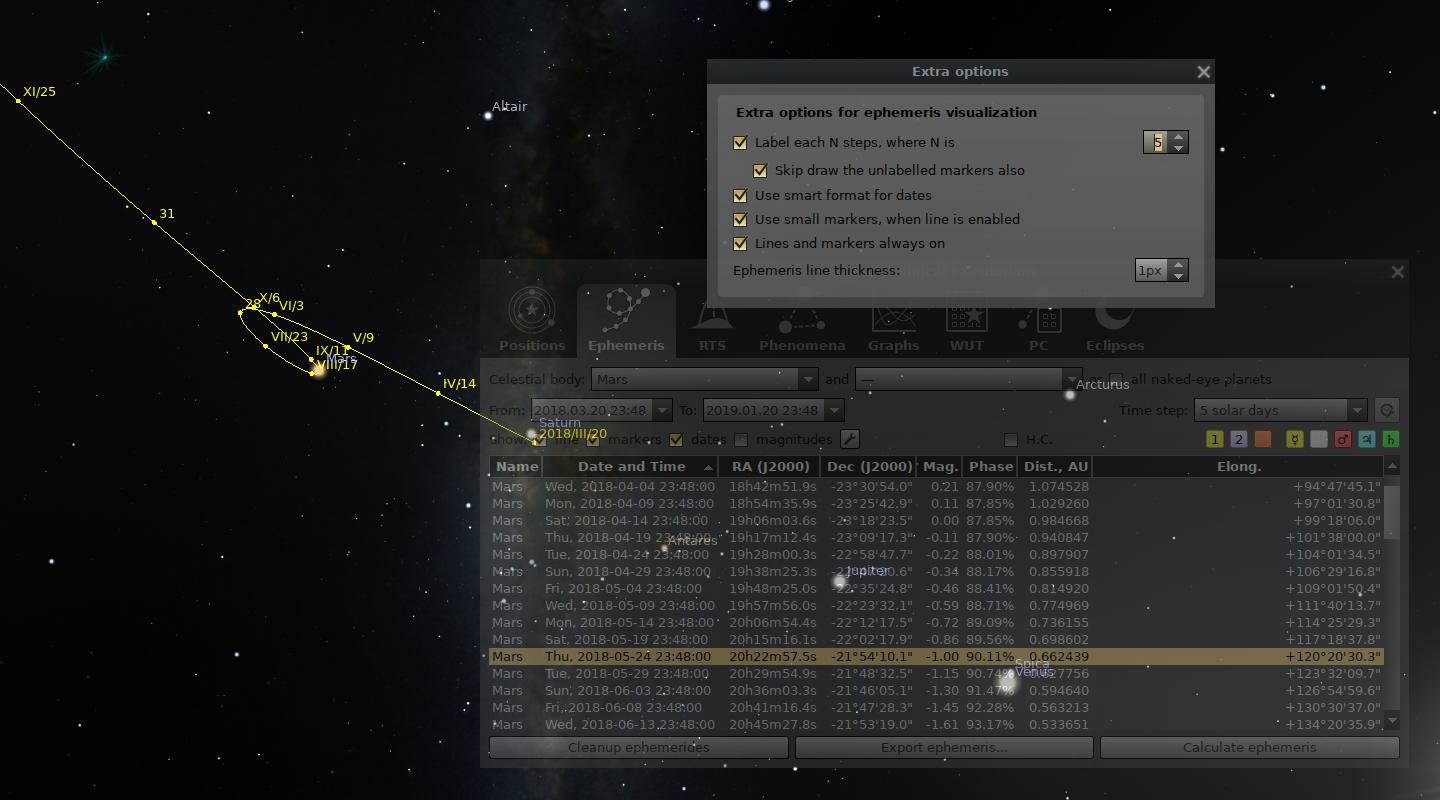 XI/25
Altair
31
28
X/6
VI/3
VII/23
V/9
IX/11
Mars
VIII/17
IV/14
Saturn
2018/III/20
Extra options
Extra options for ephemeris visualization
Label each N steps, where N is 5
Skip draw the unlabelled markers also
Use smart format for dates
Use small markers, when line is enabled
Lines and markers always on
Ephemeris line thickness: 1px
Positions Ephemeris RTS Phenomena Graphs WUT PC Eclipses
Celestial body: Mars and — or all naked-eye planets
Arcturus
From: 2018.03.20 23:48 To: 2019.01.20 23:48 Time step: 5 solar days
Show: line markers dates magnitudes H.C. 1 2 ☿ ♂ ♃ ♄
Name Date and Time RA (J2000) Dec (J2000) Mag. Phase Dist., AU Elong.
Mars Wed, 2018-04-04 23:48:00 18h42m51.9s -23°30'54.0" 0.21 87.90% 1.074528 +94°47'45.1"
Mars Mon, 2018-04-09 23:48:00 18h54m35.9s -23°25'42.9" 0.11 87.85% 1.029260 +97°01'30.8"
Mars Sat, 2018-04-14 23:48:00 19h06m03.6s -23°18'23.5" 0.00 87.85% 0.984668 +99°18'06.0"
Mars Thu, 2018-04-19 23:48:00 19h17m12.4s -23°09'17.3" -0.11 87.90% 0.940847 +101°38'00.0"
Antares
Mars Tue, 2018-04-24 23:48:00 19h28m00.3s -22°58'47.7" -0.22 88.01% 0.897907 +104°01'34.5"
Mars Sun, 2018-04-29 23:48:00 19h38m25.3s -0.34 88.17% 0.855918 +106°29'16.8"
Jupiter
Mars Fri, 2018-05-04 23:48:00 19h48m25.0s -22°35'24.8" -0.46 88.41% 0.814920 +109°01'50.4"
Mars Wed, 2018-05-09 23:48:00 19h57m56.0s -22°23'32.1" -0.59 88.71% 0.774969 +111°40'13.7"
Mars Mon, 2018-05-14 23:48:00 20h06m54.4s -22°12'17.5" -0.72 89.09% 0.736155 +114°25'29.3"
Mars Sat, 2018-05-19 23:48:00 20h15m16.1s -22°02'17.9" -0.86 89.56% 0.698602 +117°18'37.8"
Mars Thu, 2018-05-24 23:48:00 20h22m57.5s -21°54'10.1" -1.00 90.11% 0.662439 +120°20'30.3"
Spica
Venus
Mars Tue, 2018-05-29 23:48:00 20h29m54.9s -21°48'32.5" -1.15 90.74% +123°32'09.7"
Mars Sun, 2018-06-03 23:48:00 20h36m03.3s -21°46'05.1" -1.30 91.47% 0.594640 +126°54'59.6"
Mars Fri, 2018-06-08 23:48:00 20h41m16.4s -21°47'28.3" -1.45 92.28% 0.563213 +130°30'37.0"
Mars Wed, 2018-06-13 23:48:00 20h45m27.8s -21°53'19.0" -1.61 93.17% 0.533651 +134°20'35.9"
Cleanup ephemerides Export ephemeris... Calculate ephemeris